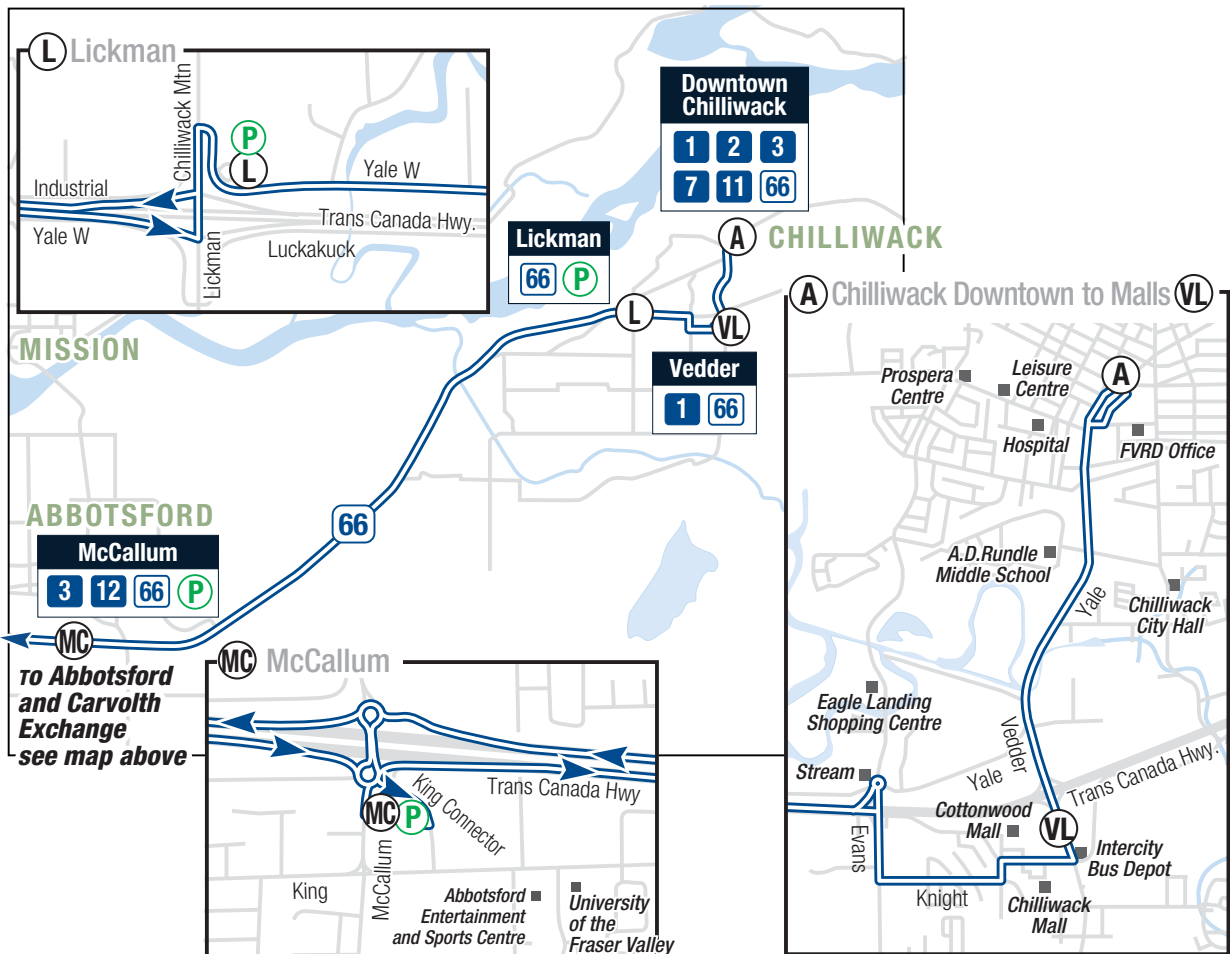 L Lickman
Chilliwack Mtn
P
L
Yale W
Industrial
Trans Canada Hwy.
Yale W
Luckakuck
Lickman
Downtown
Chilliwack
1 2 3
7 11 66
A CHILLIWACK
Lickman
66 P
L
VL
Vedder
1 66
MISSION
ABBOTSFORD
McCallum
3 12 66 P
66
MC
TO Abbotsford
and Carvolth
Exchange
see map above
MC McCallum
Trans Canada Hwy
King Connector
MC P
McCallum
King
Abbotsford
Entertainment
and Sports Centre
University
of the
Fraser Valley
A Chilliwack Downtown to Malls VL
Prospera
Centre
Leisure
Centre
A
Hospital
FVRD Office
A.D.Rundle
Middle School
Yale
Chilliwack
City Hall
Eagle Landing
Shopping Centre
Vedder
Stream
Yale
Trans Canada Hwy.
Cottonwood
Mall
VL
Evans
Intercity
Bus Depot
Knight
Chilliwack
Mall